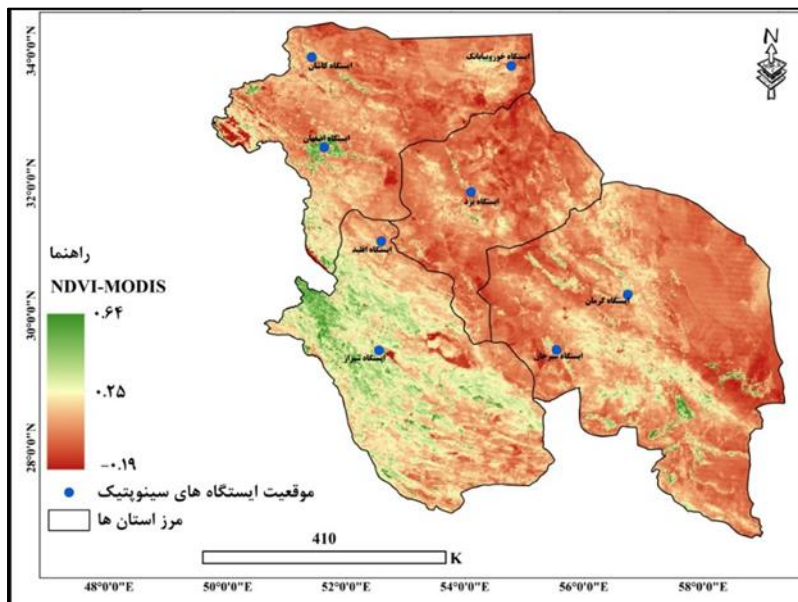 34°0'0"N
32°0'0"N
30°0'0"N
28°0'0"N
N
ایستگاه کاشان
ایستگاه خوروبیابانک
ایستگاه اصفهان
ایستگاه یزد
ایستگاه اقلید
ایستگاه کرمان
ایستگاه شیراز
ایستگاه سیرجان
راهنما
NDVI-MODIS
۰.۶۴
۰.۲۵
-۰.۱۹
موقعیت ایستگاه های سینوپتیک
مرز استان ها
410
K
48°0'0"E
50°0'0"E
52°0'0"E
54°0'0"E
56°0'0"E
58°0'0"E